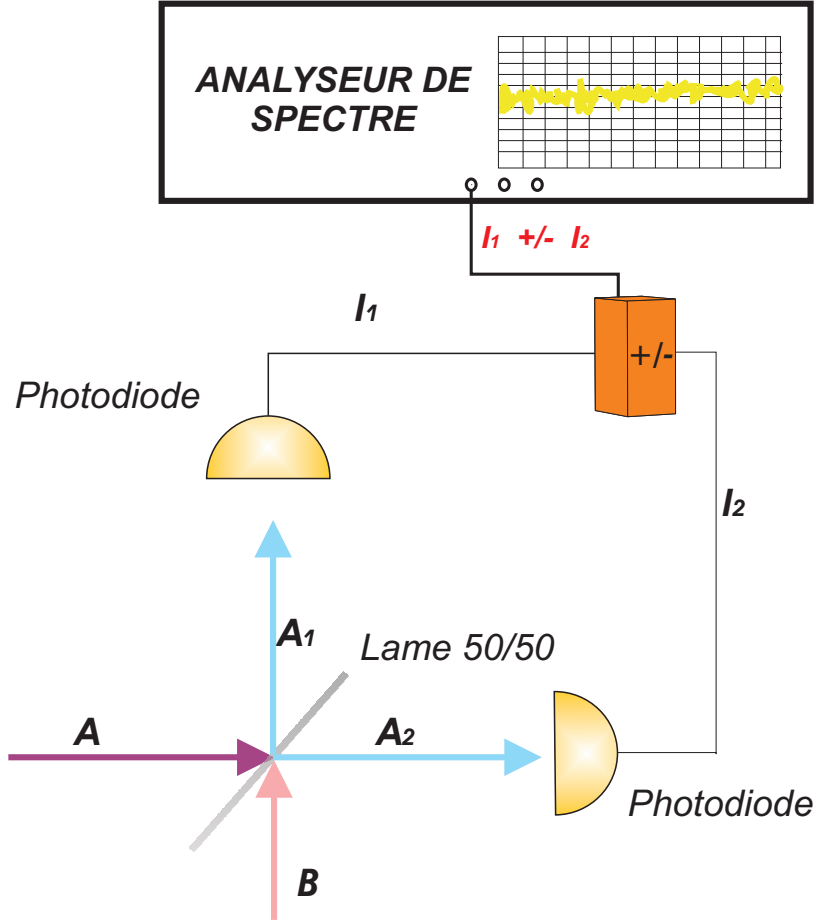 ANALYSEUR DE
SPECTRE
I1 +/- I2
I1
+/-
Photodiode
I2
A1
Lame 50/50
A
A2
Photodiode
B